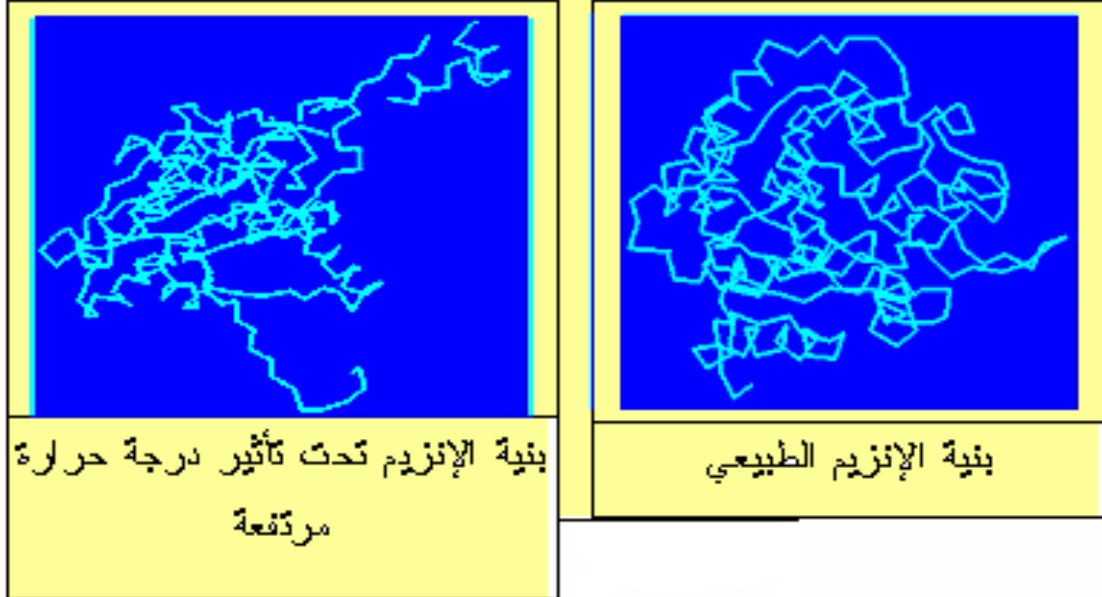 بنية الإنزيم الطبيعي
بنية الإنزيم تحت تأثير درجة حرارة
مرتفعة